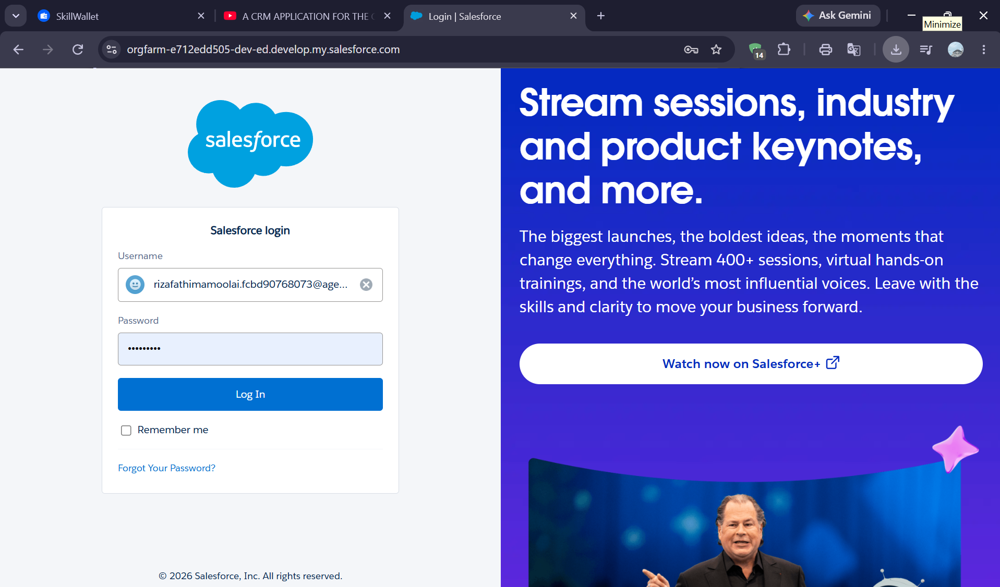 SkillWallet
A CRM APPLICATION FOR THE
Login | Salesforce
Ask Gemini
Minimize
orgfarm-e712edd505-dev-ed.develop.my.salesforce.com
14
salesforce
Salesforce login
Username
rizafathimamoolai.fcbd90768073@age...
Password
•••••••••
Log In
Remember me
Forgot Your Password?
© 2026 Salesforce, Inc. All rights reserved.
Stream sessions, industry
and product keynotes,
and more.
The biggest launches, the boldest ideas, the moments that
change everything. Stream 400+ sessions, virtual hands-on
trainings, and the world’s most influential voices. Leave with the
skills and clarity to move your business forward.
Watch now on Salesforce+